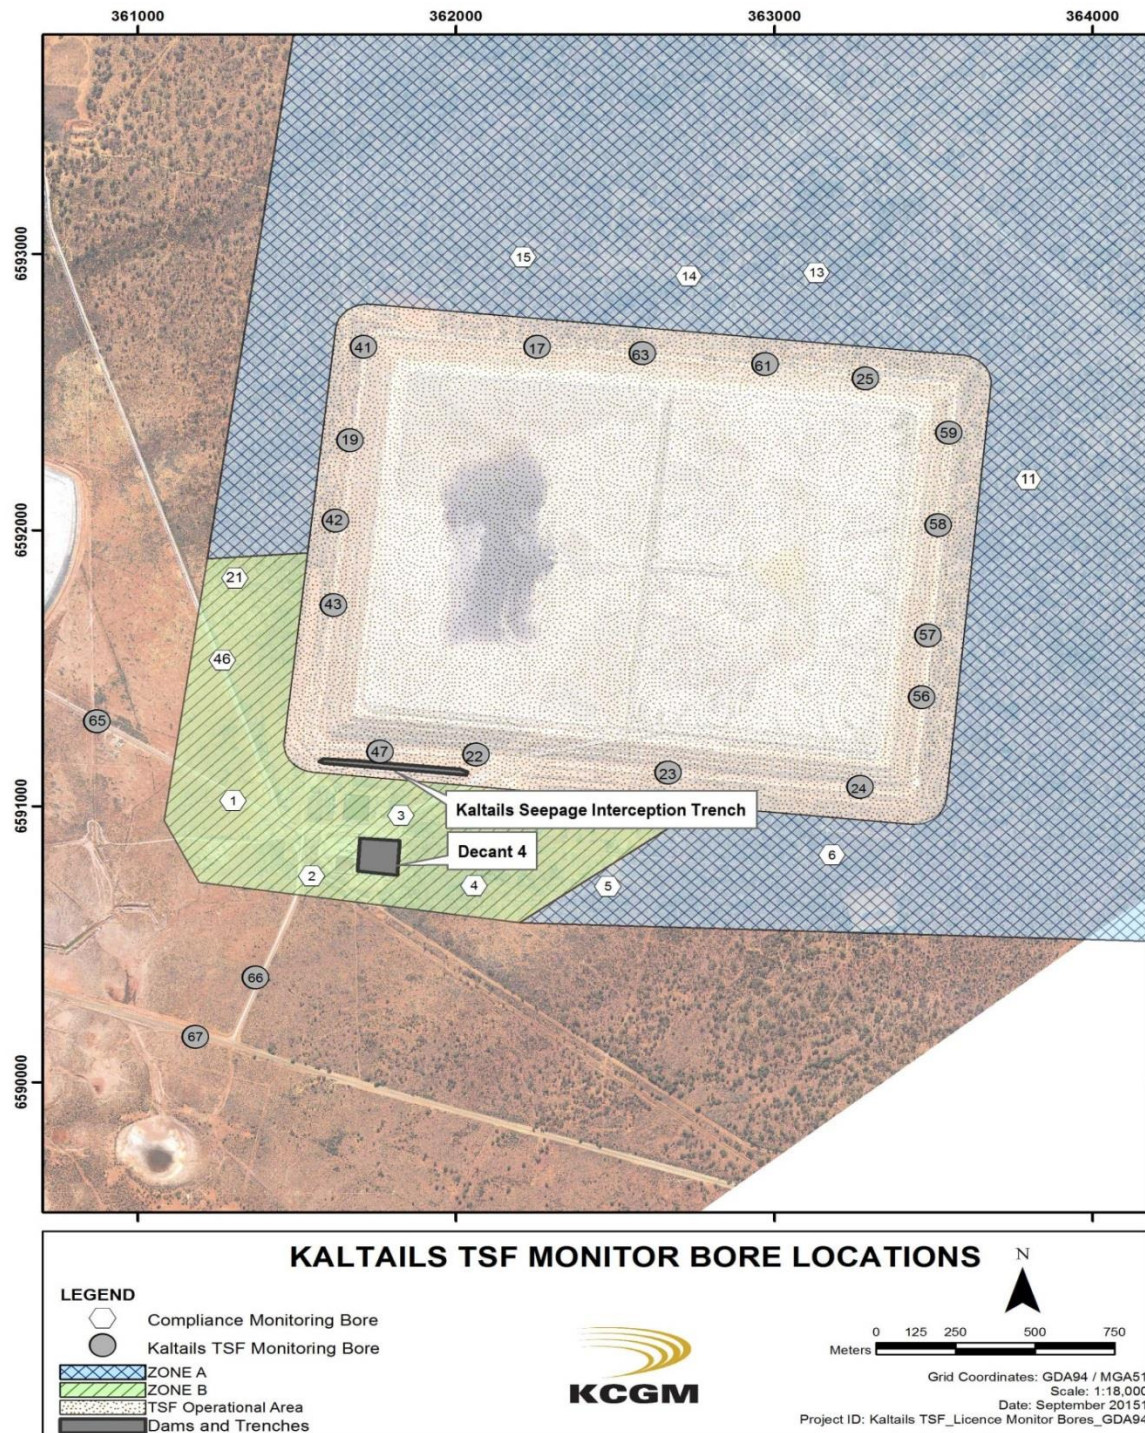 361000 362000 363000 364000
6593000
6592000
6591000
6590000
15
14
13
41
17
63
61
25
19
59
11
42
58
21
43
57
46
56
65
47
22
23
24
1
3
Kaltails Seepage Interception Trench
Decant 4
2
4
5
6
66
67
KALTAILS TSF MONITOR BORE LOCATIONS
N
LEGEND
Compliance Monitoring Bore
Kaltails TSF Monitoring Bore
ZONE A
ZONE B
TSF Operational Area
Dams and Trenches
KCGM
0 125 250 500 750
Meters
Grid Coordinates: GDA94 / MGA51
Scale: 1:18,000
Date: September 20151
Project ID: Kaltails TSF_Licence Monitor Bores_GDA94